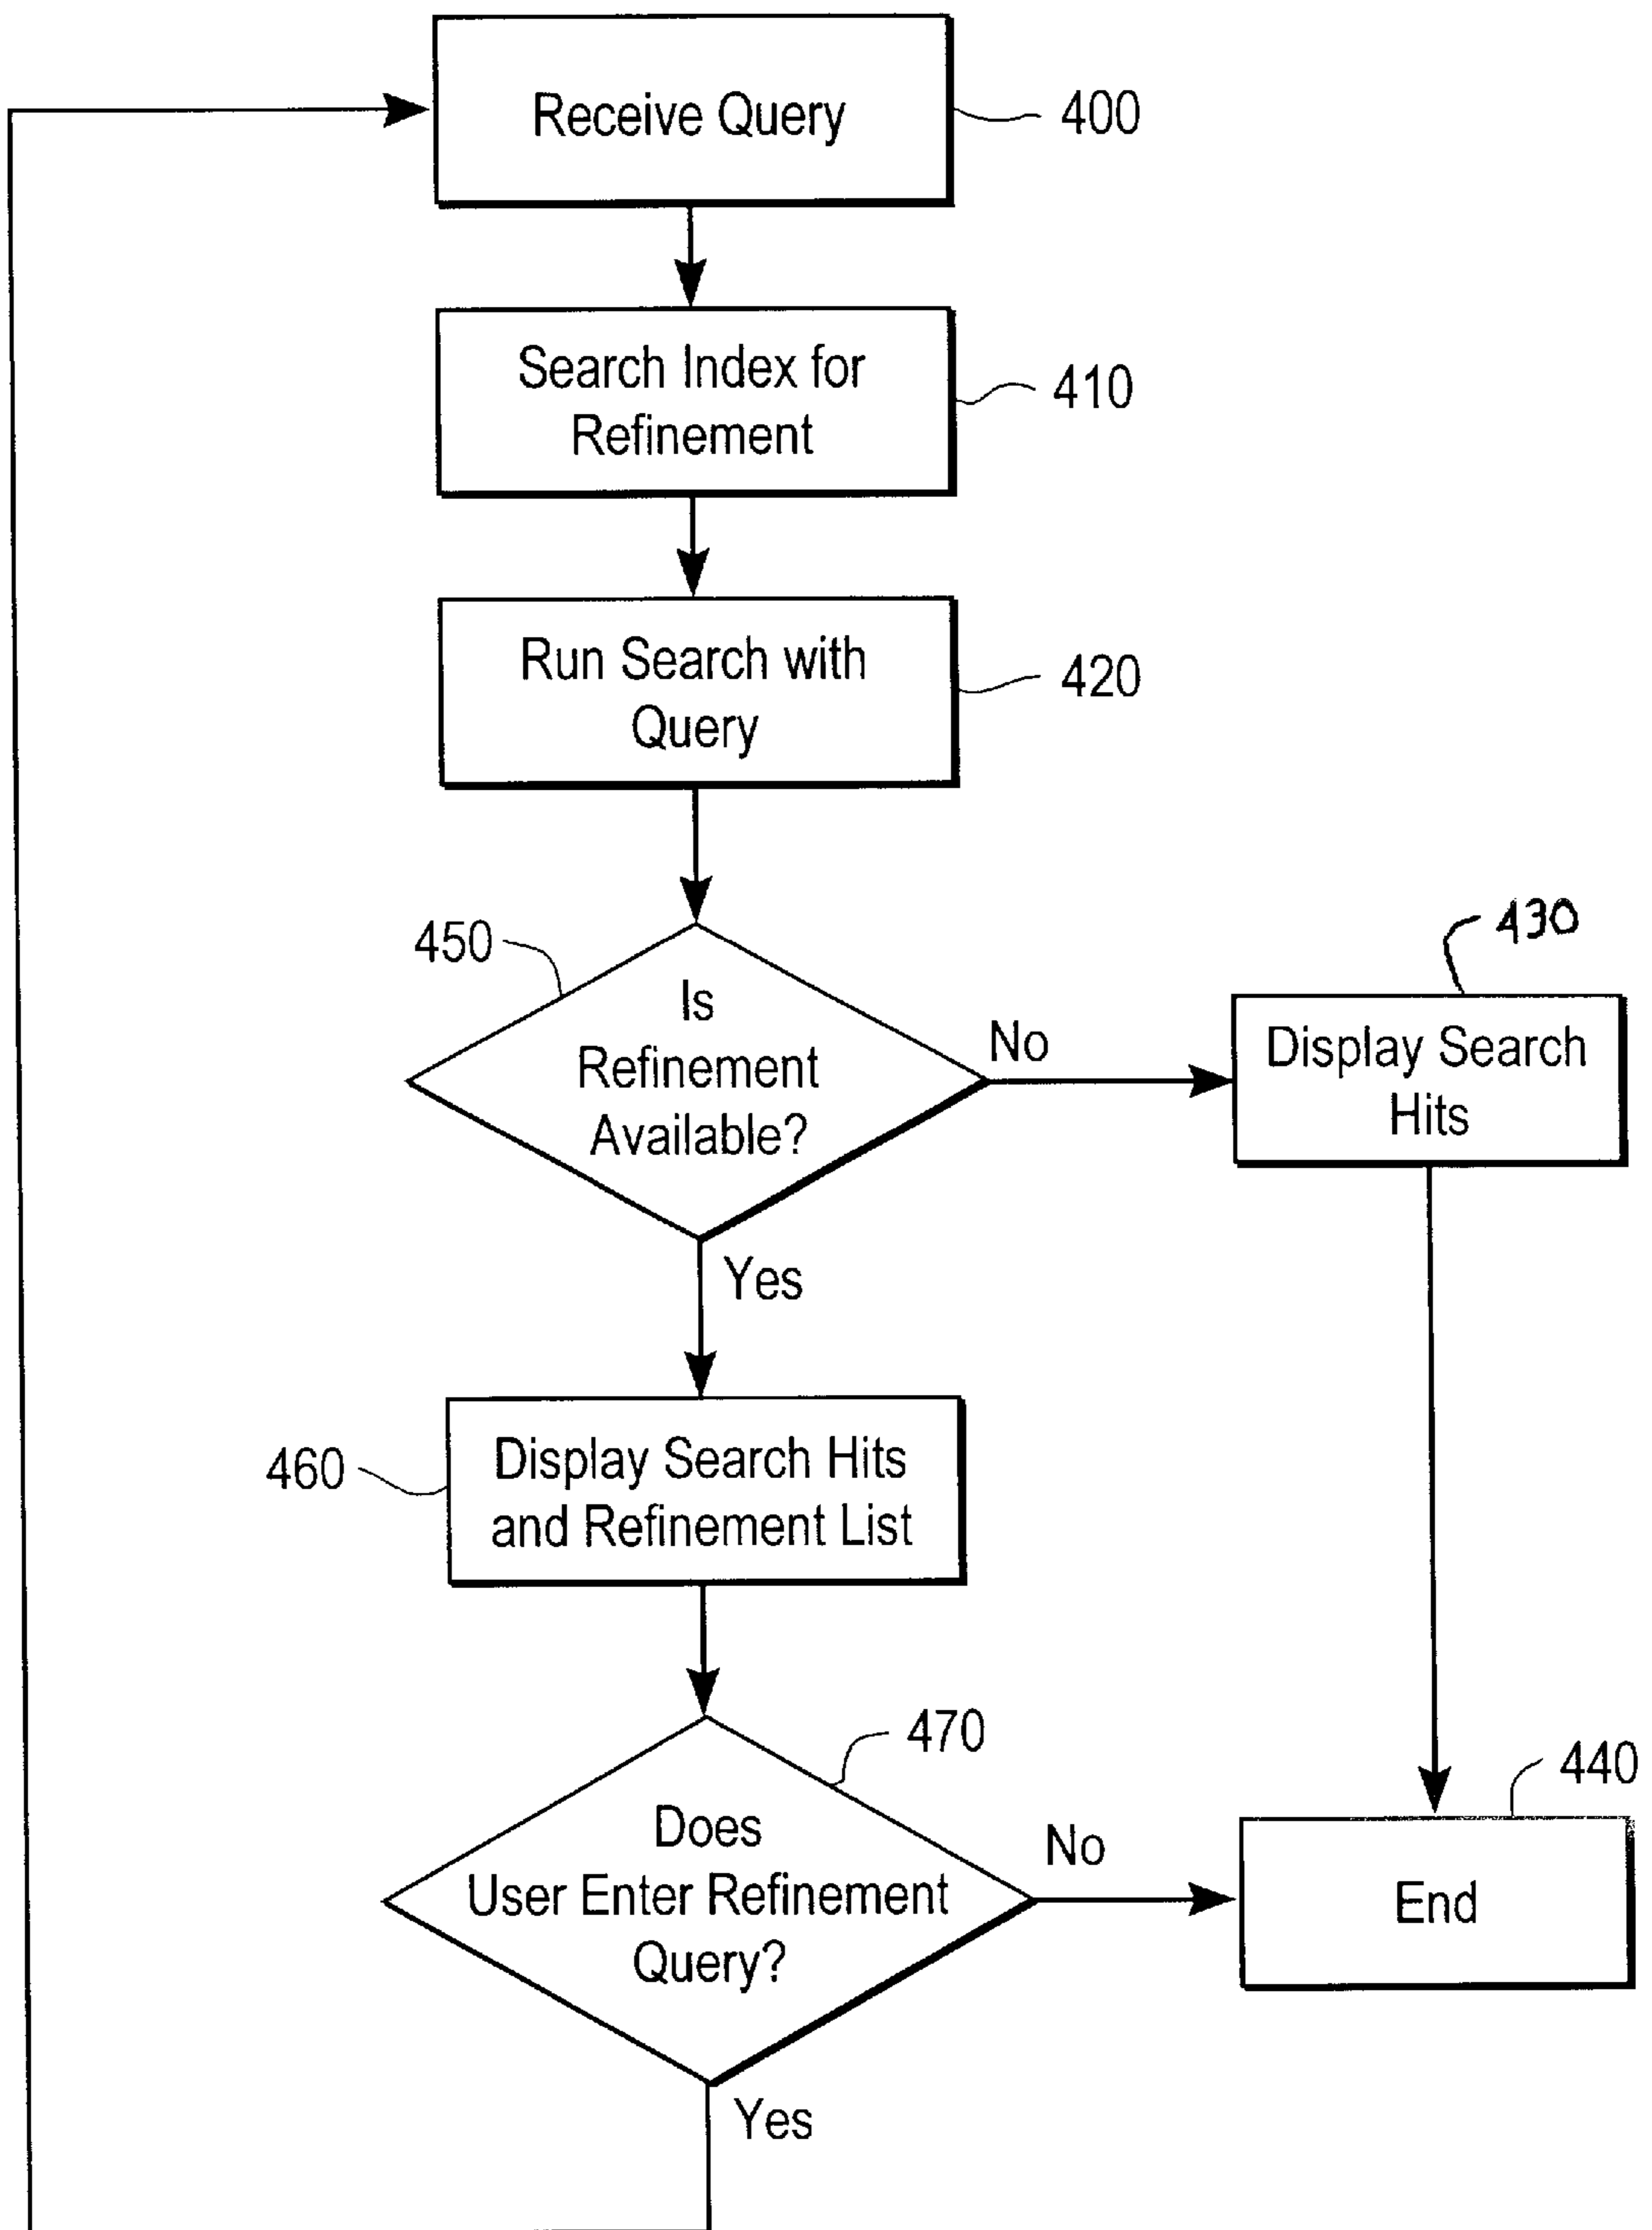 Receive Query
400
Search Index for
Refinement
410
Run Search with
Query
420
450
Is
Refinement
Available?
No
430
Display Search
Hits
Yes
460
Display Search Hits
and Refinement List
470
Does
User Enter Refinement
Query?
No
440
End
Yes